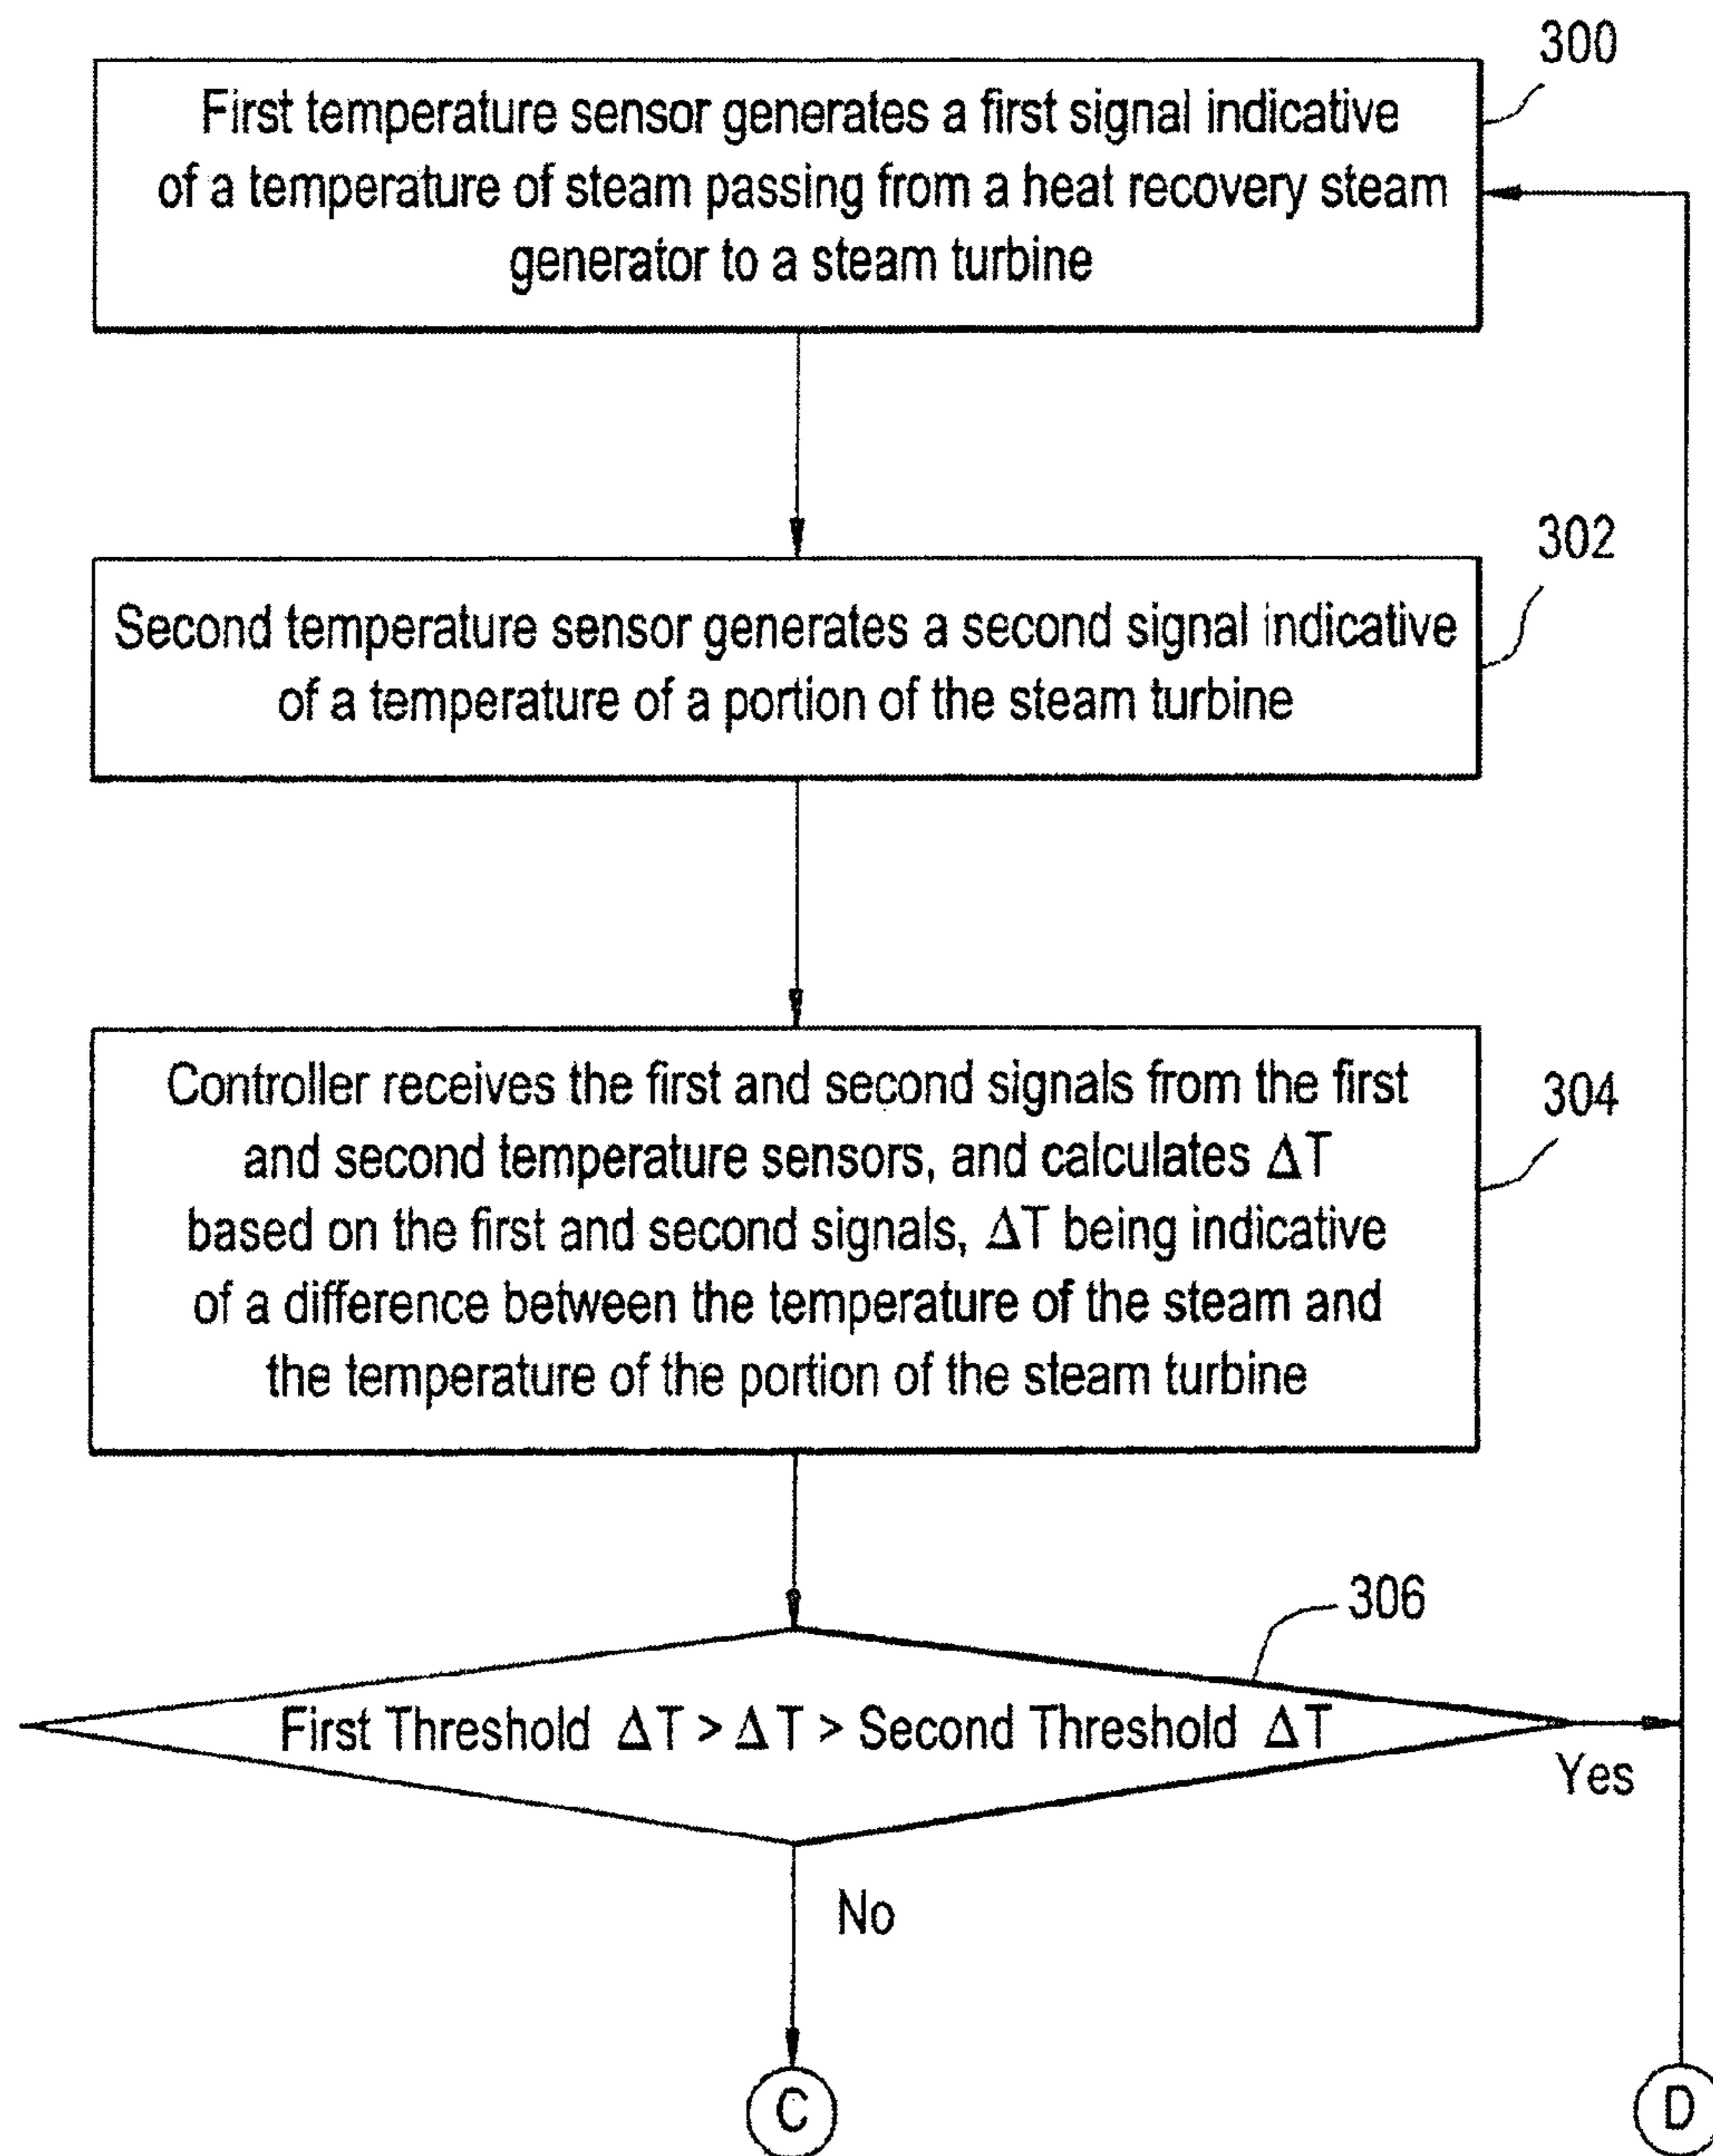 300
First temperature sensor generates a first signal indicative
of a temperature of steam passing from a heat recovery steam
generator to a steam turbine
302
Second temperature sensor generates a second signal indicative
of a temperature of a portion of the steam turbine
304
Controller receives the first and second signals from the first
and second temperature sensors, and calculates ΔT
based on the first and second signals, ΔT being indicative
of a difference between the temperature of the steam and
the temperature of the portion of the steam turbine
306
First Threshold ΔT > ΔT > Second Threshold ΔT
Yes
No
C
D